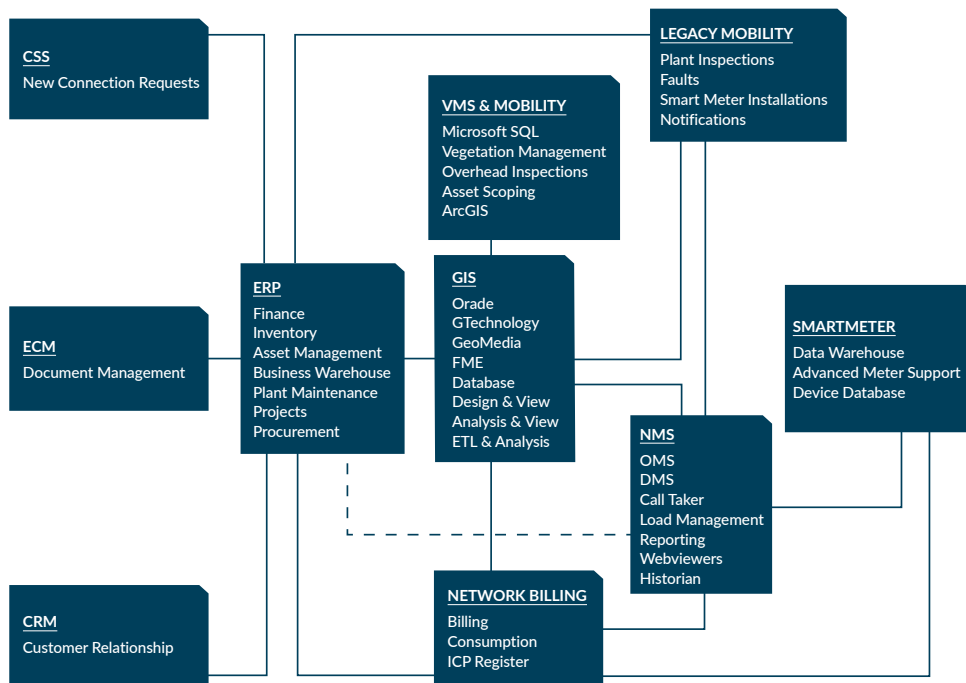 CSS
New Connection Requests
LEGACY MOBILITY
Plant Inspections
Faults
Smart Meter Installations
Notifications
VMS & MOBILITY
Microsoft SQL
Vegetation Management
Overhead Inspections
Asset Scoping
ArcGIS
ERP
Finance
Inventory
Asset Management
Business Warehouse
Plant Maintenance
Projects
Procurement
GIS
Orade
GTechnology
GeoMedia
FME
Database
Design & View
Analysis & View
ETL & Analysis
ECM
Document Management
SMARTMETER
Data Warehouse
Advanced Meter Support
Device Database
NMS
OMS
DMS
Call Taker
Load Management
Reporting
Webviewers
Historian
CRM
Customer Relationship
NETWORK BILLING
Billing
Consumption
ICP Register